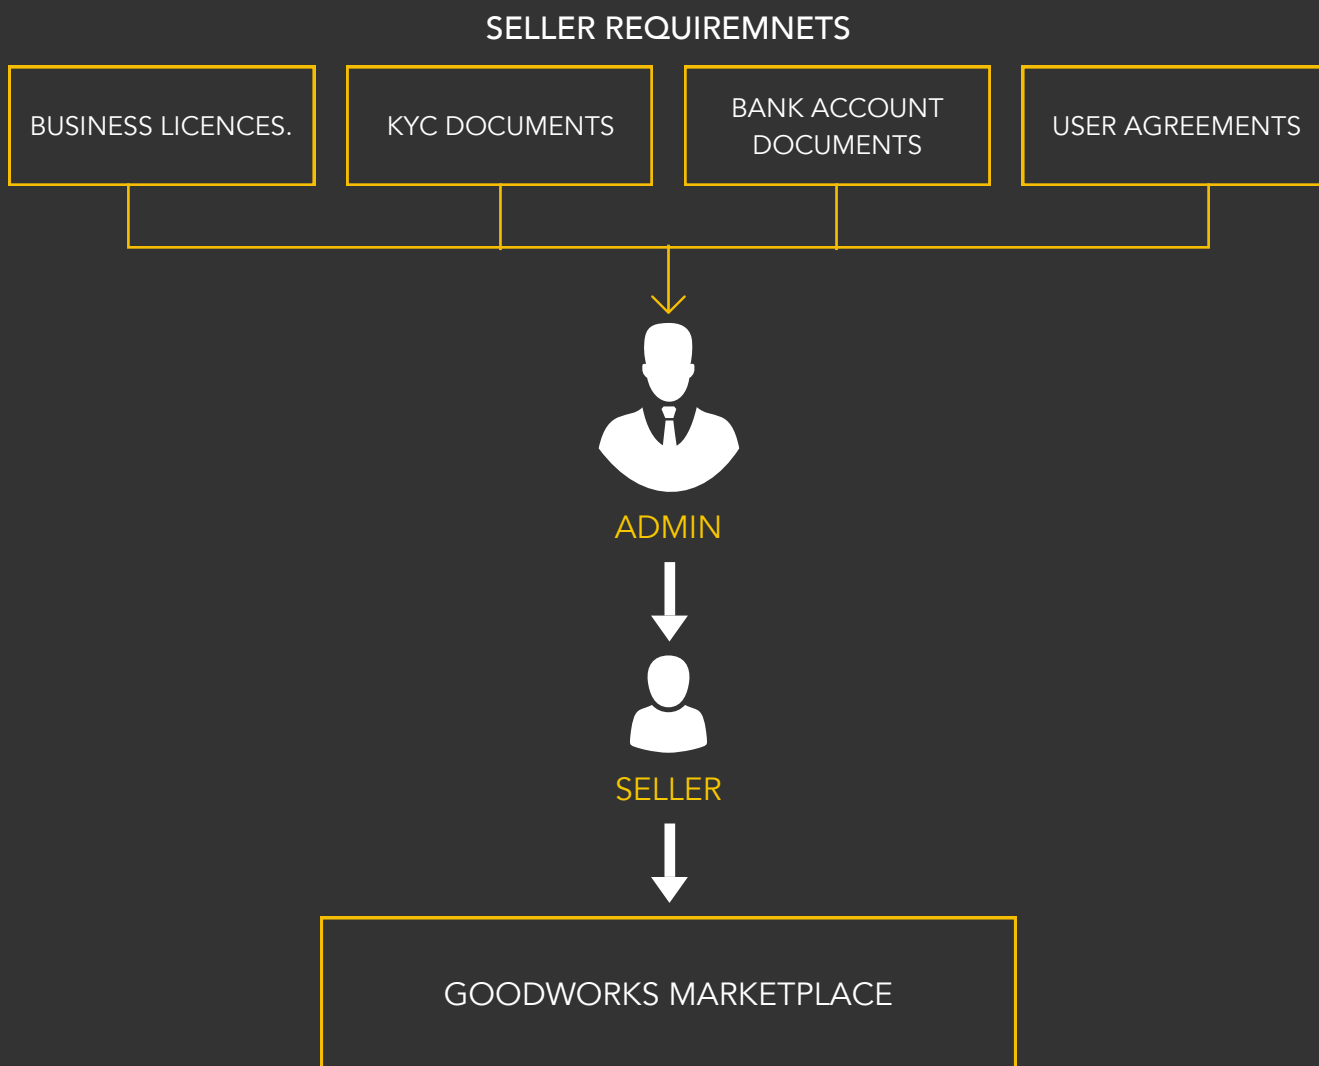 SELLER REQUIREMNETS
BUSINESS LICENCES.
KYC DOCUMENTS
BANK ACCOUNT
DOCUMENTS
USER AGREEMENTS
ADMIN
SELLER
GOODWORKS MARKETPLACE